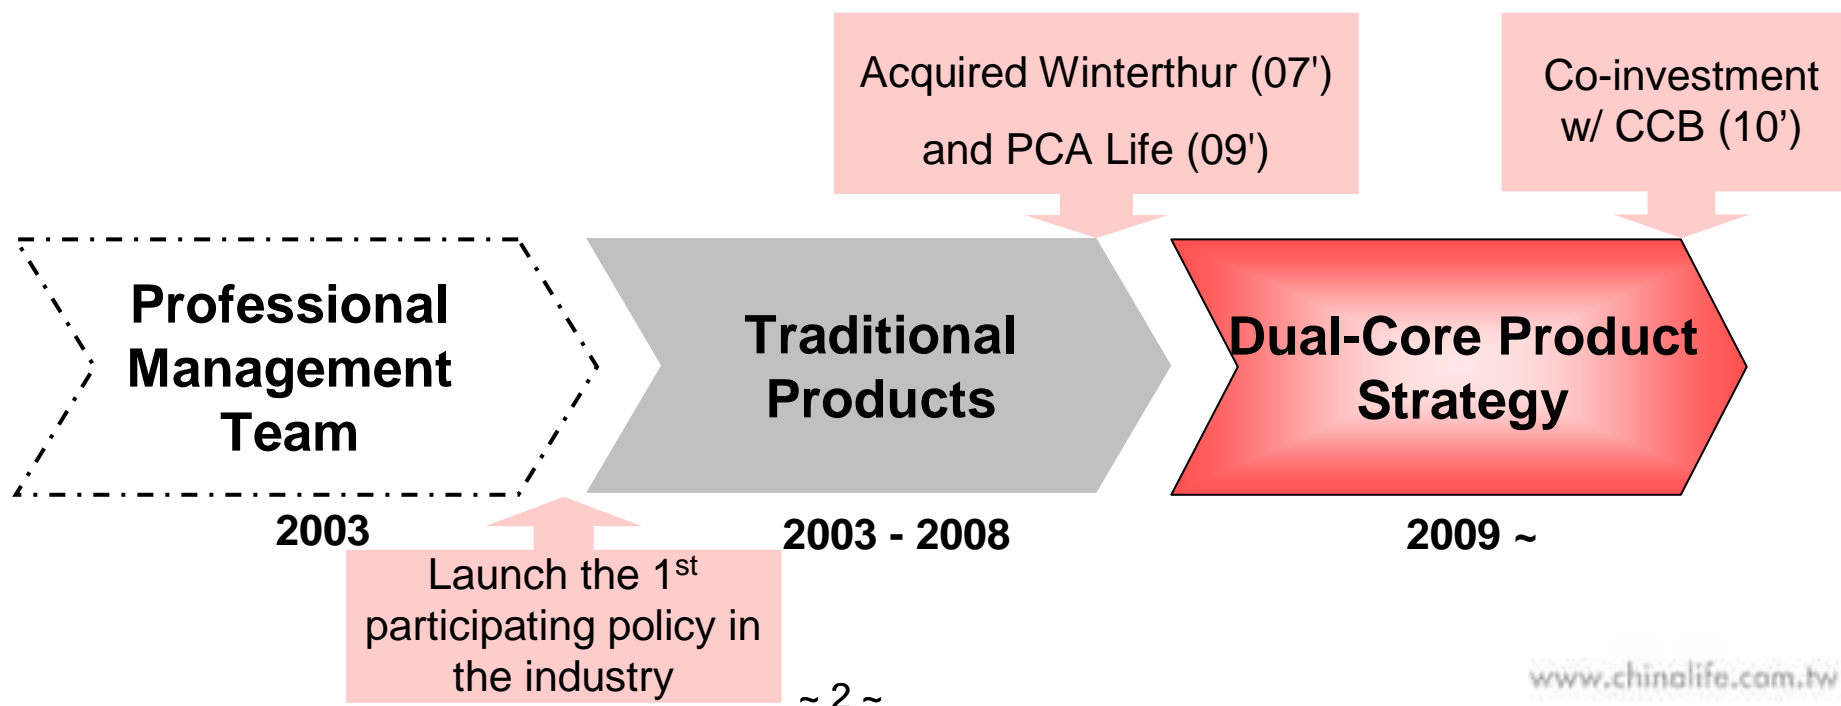 Acquired Winterthur (07')
and PCA Life (09')
Co-investment
w/ CCB (10’)
Professional
Management
Team
Traditional
Products
Dual-Core Product
Strategy
2003
2003 - 2008
2009 ~
Launch the 1st
participating policy in
the industry
~ 2 ~
www.chinalife.com.tw